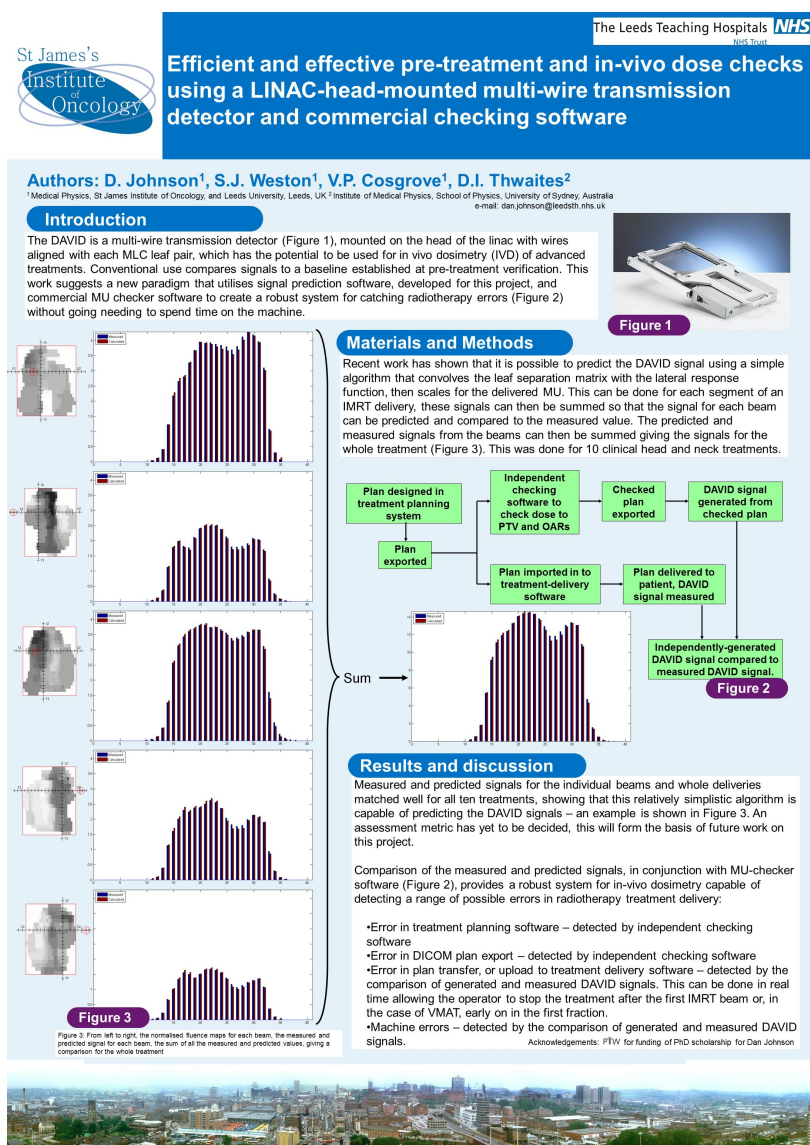 The Leeds Teaching Hospitals NHS
NHS Trust
St James's
Institute
of
Oncology
Efficient and effective pre-treatment and in-vivo dose checks
using a LINAC-head-mounted multi-wire transmission
detector and commercial checking software
Authors: D. Johnson¹, S.J. Weston¹, V.P. Cosgrove¹, D.I. Thwaites²
¹ Medical Physics, St James Institute of Oncology, and Leeds University, Leeds, UK ² Institute of Medical Physics, School of Physics, University of Sydney, Australia
e-mail: dan.johnson@leedsth.nhs.uk
Introduction
The DAVID is a multi-wire transmission detector (Figure 1), mounted on the head of the linac with wires
aligned with each MLC leaf pair, which has the potential to be used for in vivo dosimetry (IVD) of advanced
treatments. Conventional use compares signals to a baseline established at pre-treatment verification. This
work suggests a new paradigm that utilises signal prediction software, developed for this project, and
commercial MU checker software to create a robust system for catching radiotherapy errors (Figure 2)
without going needing to spend time on the machine.
Figure 1
Materials and Methods
Recent work has shown that it is possible to predict the DAVID signal using a simple
algorithm that convolves the leaf separation matrix with the lateral response
function, then scales for the delivered MU. This can be done for each segment of an
IMRT delivery, these signals can then be summed so that the signal for each beam
can be predicted and compared to the measured value. The predicted and
measured signals from the beams can then be summed giving the signals for the
whole treatment (Figure 3). This was done for 10 clinical head and neck treatments.
Plan designed in
treatment planning
system
Plan
exported
Independent
checking
software to
check dose to
PTV and OARs
Checked
plan
exported
DAVID signal
generated from
checked plan
Plan imported in to
treatment-delivery
software
Plan delivered to
patient, DAVID
signal measured
Independently-generated
DAVID signal compared to
measured DAVID signal.
Figure 2
Sum
Measured
Calculated
Results and discussion
Measured and predicted signals for the individual beams and whole deliveries
matched well for all ten treatments, showing that this relatively simplistic algorithm is
capable of predicting the DAVID signals – an example is shown in Figure 3. An
assessment metric has yet to be decided, this will form the basis of future work on
this project.
Comparison of the measured and predicted signals, in conjunction with MU-checker
software (Figure 2), provides a robust system for in-vivo dosimetry capable of
detecting a range of possible errors in radiotherapy treatment delivery:
•Error in treatment planning software – detected by independent checking
software
•Error in DICOM plan export – detected by independent checking software
•Error in plan transfer, or upload to treatment delivery software – detected by the
comparison of generated and measured DAVID signals. This can be done in real
time allowing the operator to stop the treatment after the first IMRT beam or, in
the case of VMAT, early on in the first fraction.
•Machine errors – detected by the comparison of generated and measured DAVID
signals.
Acknowledgements: PTW for funding of PhD scholarship for Dan Johnson
Figure 3
Figure 3: From left to right, the normalised fluence maps for each beam, the measured and
predicted signal for each beam, the sum of all the measured and predicted values, giving a
comparison for the whole treatment